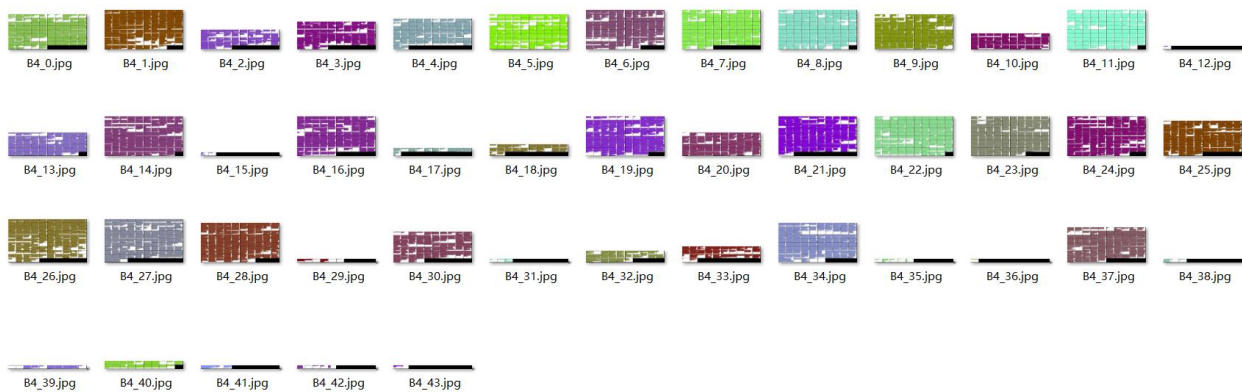 B4_0.jpg B4_1.jpg B4_2.jpg B4_3.jpg B4_4.jpg B4_5.jpg B4_6.jpg B4_7.jpg B4_8.jpg B4_9.jpg B4_10.jpg B4_11.jpg B4_12.jpg
B4_13.jpg B4_14.jpg B4_15.jpg B4_16.jpg B4_17.jpg B4_18.jpg B4_19.jpg B4_20.jpg B4_21.jpg B4_22.jpg B4_23.jpg B4_24.jpg B4_25.jpg
B4_26.jpg B4_27.jpg B4_28.jpg B4_29.jpg B4_30.jpg B4_31.jpg B4_32.jpg B4_33.jpg B4_34.jpg B4_35.jpg B4_36.jpg B4_37.jpg B4_38.jpg
B4_39.jpg B4_40.jpg B4_41.jpg B4_42.jpg B4_43.jpg